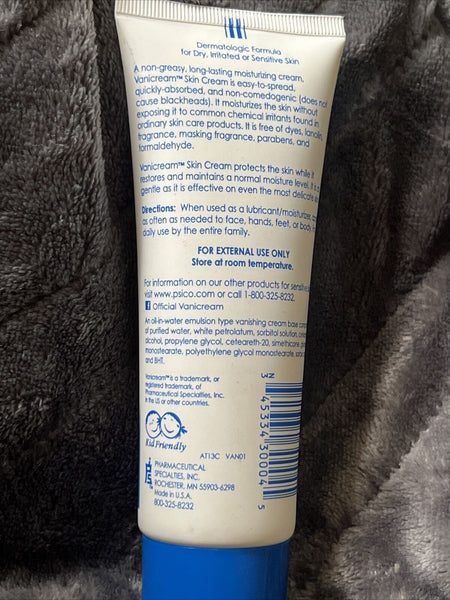 Dermatologic Formula
for Dry, Irritated or Sensitive Skin
A non-greasy, long-lasting moisturizing cream,
Vanicream™ Skin Cream is easy-to-spread,
quickly-absorbed, and non-comedogenic (does not
cause blackheads). It moisturizes the skin without
exposing it to common chemical irritants found in
ordinary skin care products. It is free of dyes, lanolin,
fragrance, masking fragrance, parabens, and
formaldehyde.
Vanicream™ Skin Cream protects the skin while it
restores and maintains a normal moisture level. It is
gentle as it is effective on even the most delicate
Directions: When used as a lubricant/moisturizer,
as often as needed to face, hands, feet, or body.
daily use by the entire family.
FOR EXTERNAL USE ONLY
Store at room temperature.
For information on our other products for sensitive
visit www.psico.com or call 1-800-325-8232.
f Official Vanicream
An oil-in-water emulsion type vanishing cream base
of purified water, white petrolatum, sorbitol solution,
alcohol, propylene glycol, ceteareth-20, simethicone,
monostearate, polyethylene glycol monostearate,
and BHT.
Vanicream™ is a trademark, or
registered trademark, of
Pharmaceutical Specialties, Inc.
in the US or other countries.
Kid Friendly
AT13C VAN01
PHARMACEUTICAL
SPECIALTIES, INC.
ROCHESTER, MN 55903-6298
Made in U.S.A.
800-325-8232
3 N
45334 30004
5